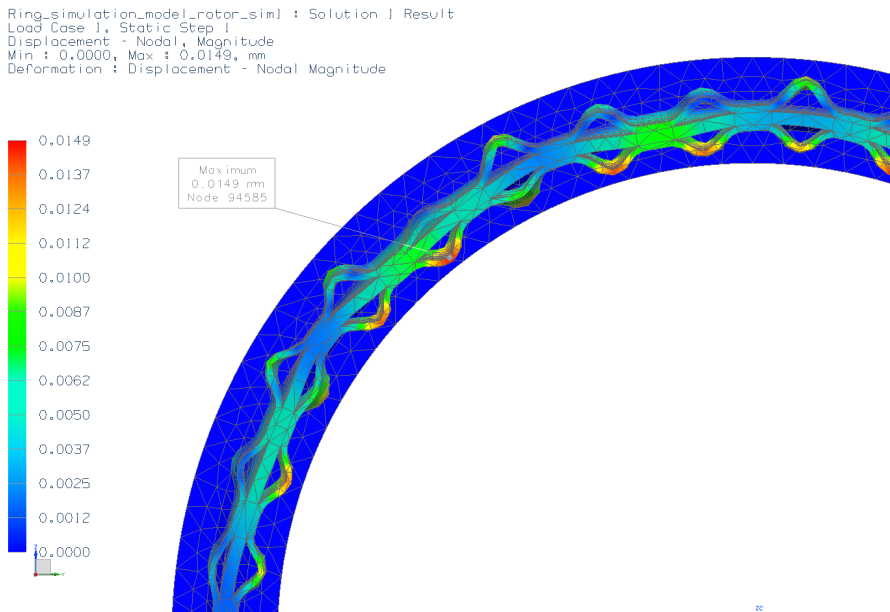 Ring_simulation_model_rotor_sim1 : Solution 1 Result
Load Case 1, Static Step 1
Displacement - Nodal, Magnitude
Min : 0.0000, Max : 0.0149, mm
Deformation : Displacement - Nodal Magnitude
Maximum
0.0149 mm
Node 94585
0.0149
0.0137
0.0124
0.0112
0.0100
0.0087
0.0075
0.0062
0.0050
0.0037
0.0025
0.0012
0.0000
ZC